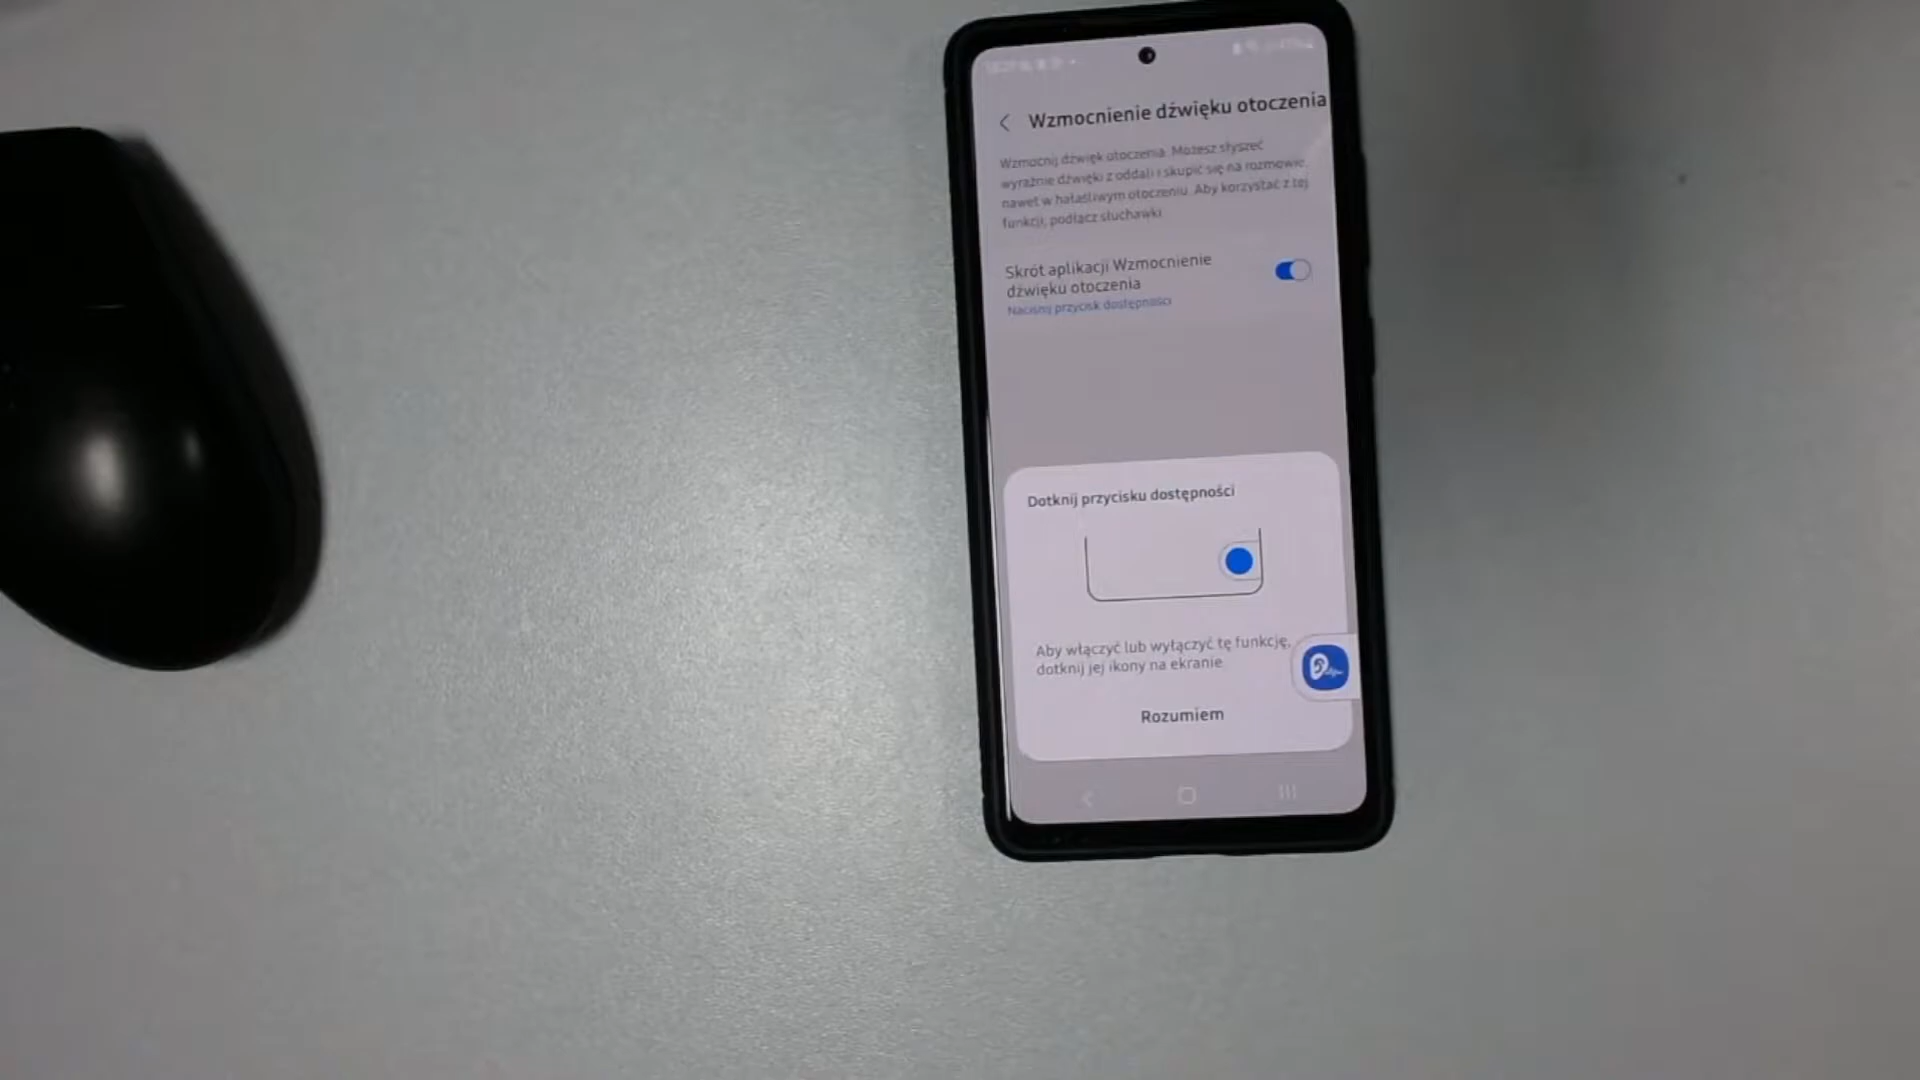 Wzmocnienie dźwięku otoczenia
Wzmocnij dźwięk otoczenia. Możesz słyszeć
wyraźnie dźwięki z oddali i skupić się na rozmowie,
nawet w hałaśliwym otoczeniu. Aby korzystać z tej
funkcji, podłącz słuchawki.
Skrót aplikacji Wzmocnienie
dźwięku otoczenia
Naciśnij przycisk dostępności
Dotknij przycisku dostępności
Aby włączyć lub wyłączyć tę funkcję,
dotknij jej ikony na ekranie
Rozumiem